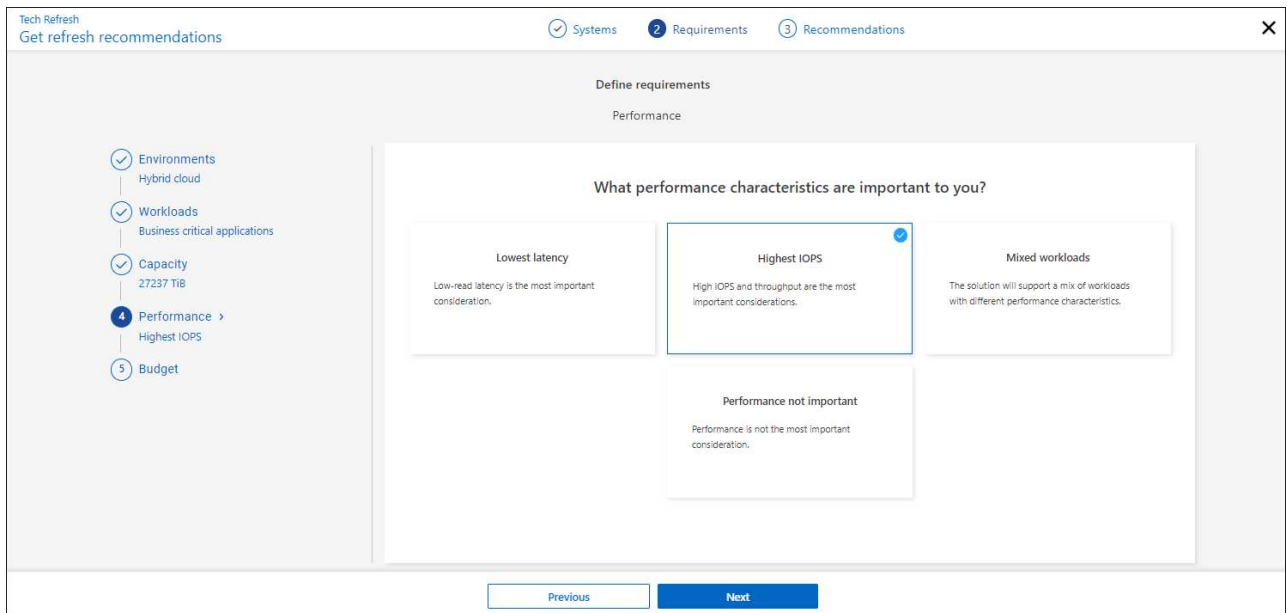 Tech Refresh
Get refresh recommendations
Systems
2 Requirements
3 Recommendations
Define requirements
Performance
Environments
Hybrid cloud
Workloads
Business critical applications
Capacity
27237 TiB
4 Performance >
Highest IOPS
5 Budget
What performance characteristics are important to you?
Lowest latency
Low-read latency is the most important
consideration.
Highest IOPS
High IOPS and throughput are the most
important considerations.
Mixed workloads
The solution will support a mix of workloads
with different performance characteristics.
Performance not important
Performance is not the most important
consideration.
Previous
Next